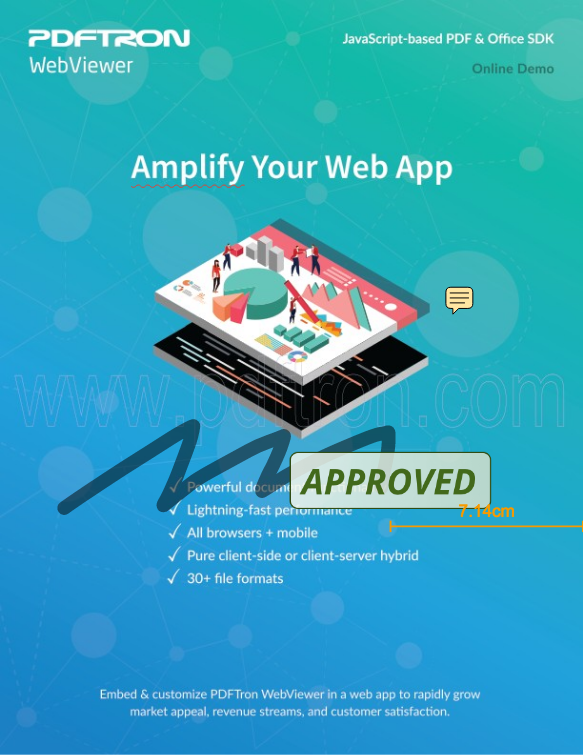 PDFTRON
WebViewer
JavaScript-based PDF & Office SDK
Online Demo
Amplify Your Web App
www.pdftron.com
✓ Powerful
APPROVED
✓ Lightning-fast performance
7.14cm
✓ All browsers + mobile
✓ Pure client-side or client-server hybrid
✓ 30+ file formats
Embed & customize PDFTron WebViewer in a web app to rapidly grow
market appeal, revenue streams, and customer satisfaction.